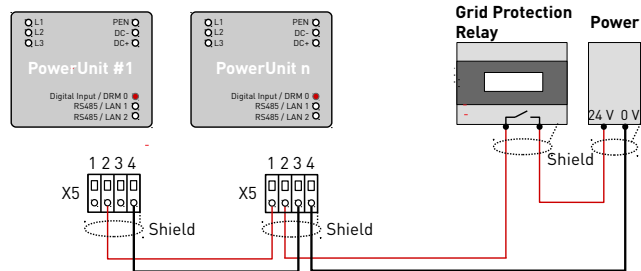 Grid Protection
Relay
Power
L1
L2
L3
PEN
DC-
DC+
PowerUnit #1
Digital Input / DRM 0
RS485 / LAN 1
RS485 / LAN 2
L1
L2
L3
PEN
DC-
DC+
PowerUnit n
Digital Input / DRM 0
RS485 / LAN 1
RS485 / LAN 2
24 V 0 V
Shield
1 2 3 4
X5
Shield
1 2 3 4
X5
Shield